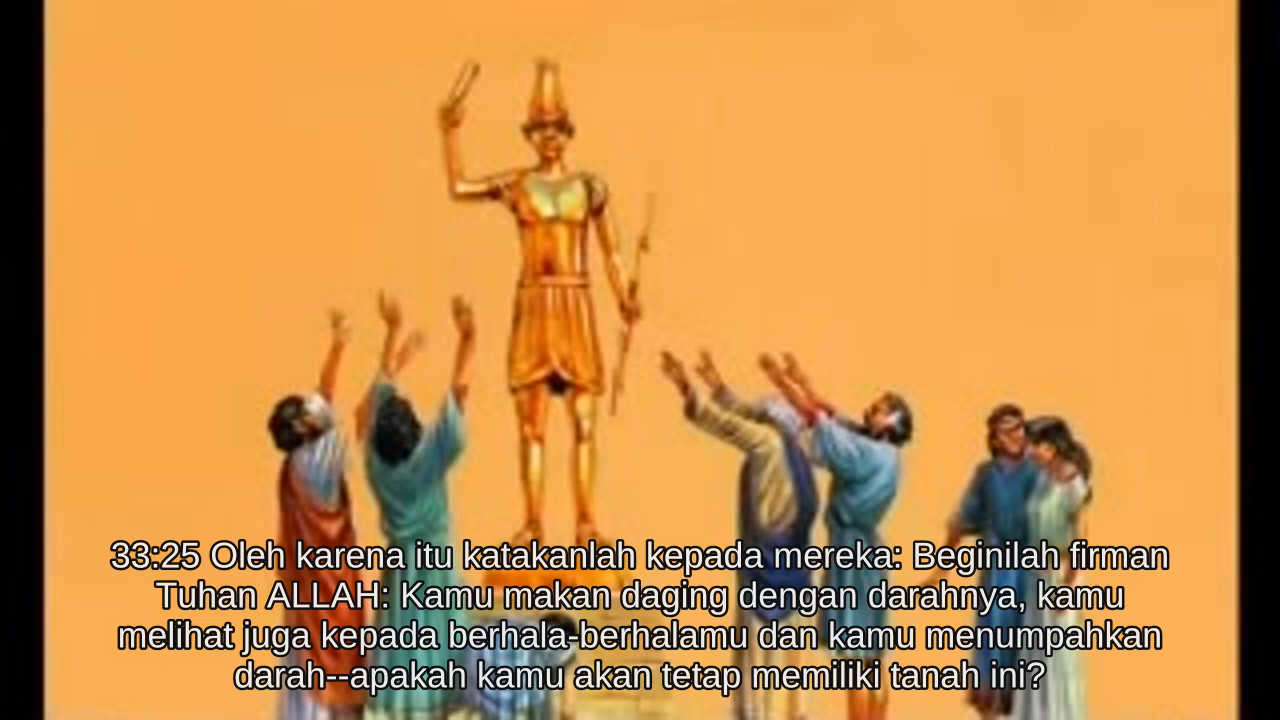 33:25 Oleh karena itu katakanlah kepada mereka: Beginilah firman
Tuhan ALLAH: Kamu makan daging dengan darahnya, kamu
melihat juga kepada berhala-berhalamu dan kamu menumpahkan
darah--apakah kamu akan tetap memiliki tanah ini?